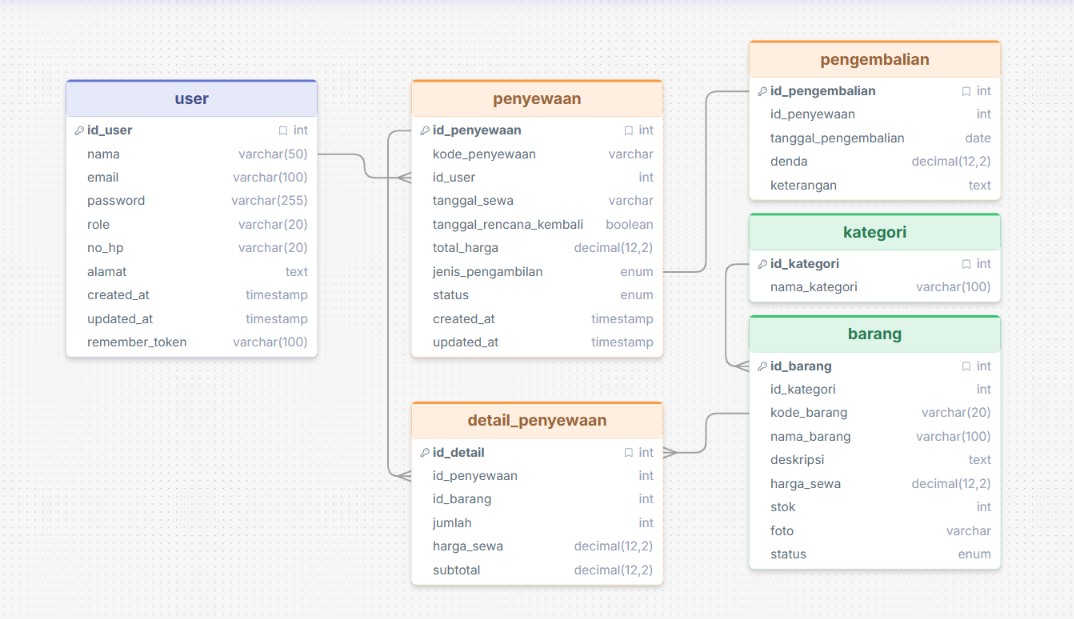 user
id_user int
nama varchar(50)
email varchar(100)
password varchar(255)
role varchar(20)
no_hp varchar(20)
alamat text
created_at timestamp
updated_at timestamp
remember_token varchar(100)
penyewaan
id_penyewaan int
kode_penyewaan varchar
id_user int
tanggal_sewa varchar
tanggal_rencana_kembali boolean
total_harga decimal(12,2)
jenis_pengambilan enum
status enum
created_at timestamp
updated_at timestamp
detail_penyewaan
id_detail int
id_penyewaan int
id_barang int
jumlah int
harga_sewa decimal(12,2)
subtotal decimal(12,2)
pengembalian
id_pengembalian int
id_penyewaan int
tanggal_pengembalian date
denda decimal(12,2)
keterangan text
kategori
id_kategori int
nama_kategori varchar(100)
barang
id_barang int
id_kategori int
kode_barang varchar(20)
nama_barang varchar(100)
deskripsi text
harga_sewa decimal(12,2)
stok int
foto varchar
status enum